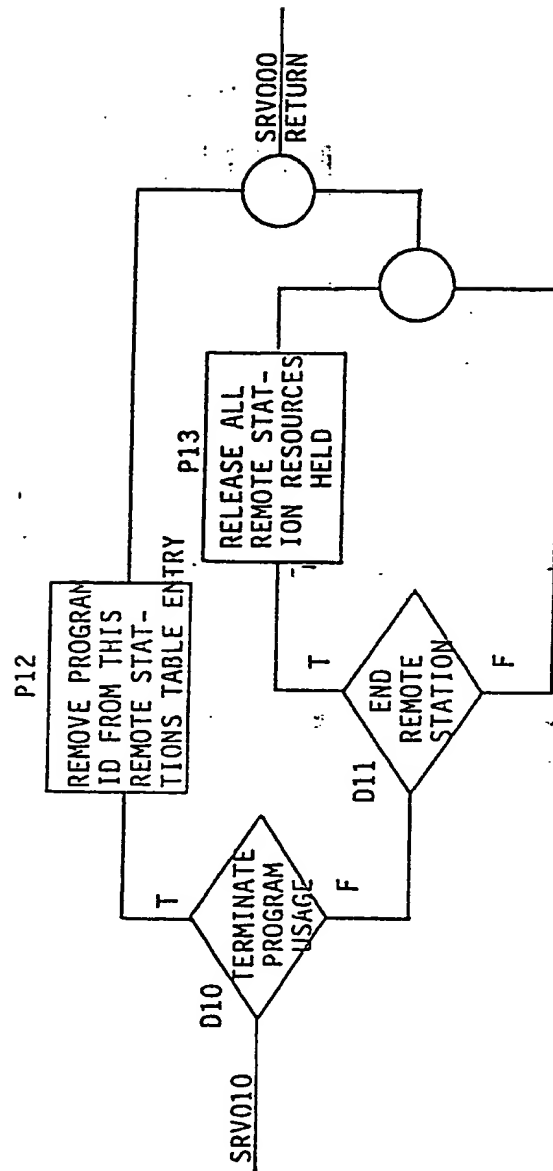 SRV010
D10
TERMINATE
PROGRAM
USAGE
T
F
P12
REMOVE PROGRAM
ID FROM THIS
REMOTE STAT-
TIONS TABLE ENTRY
D11
END
REMOTE
STATION
T
F
P13
RELEASE ALL
REMOTE STAT-
ION RESOURCES
HELD
SRV000
RETURN